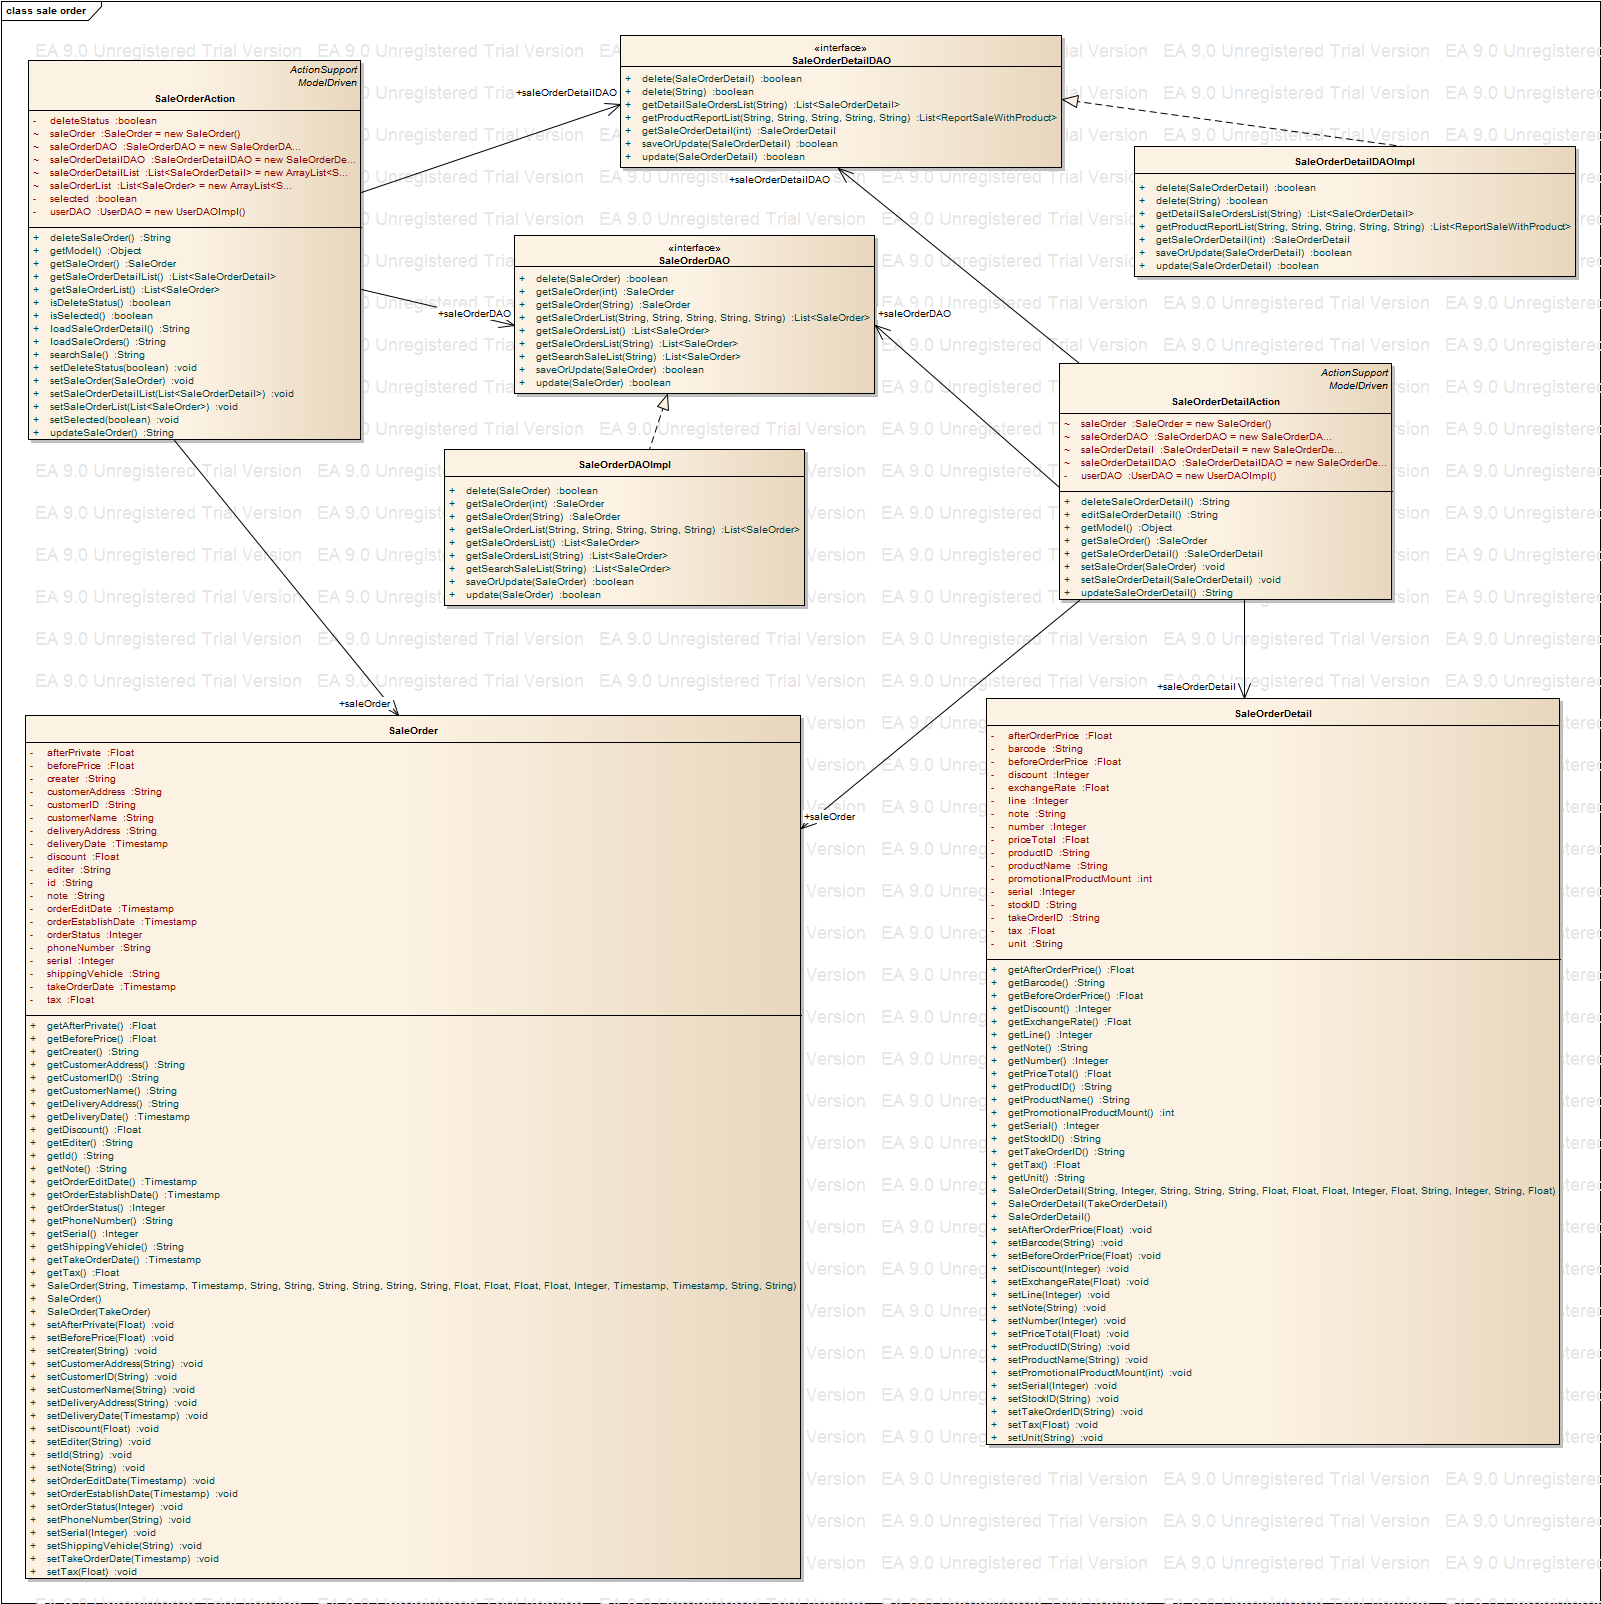 class sale order
ActionSupport
ModelDriven
SaleOrderAction
- deleteStatus :boolean
~ saleOrder :SaleOrder = new SaleOrder()
~ saleOrderDAO :SaleOrderDAO = new SaleOrderDA...
~ saleOrderDetailDAO :SaleOrderDetailDAO = new SaleOrderDe...
~ saleOrderDetailList :List<SaleOrderDetail> = new ArrayList<S...
~ saleOrderList :List<SaleOrder> = new ArrayList<S...
- selected :boolean
- userDAO :UserDAO = new UserDAOImpl()
+ deleteSaleOrder() :String
+ getModel() :Object
+ getSaleOrder() :SaleOrder
+ getSaleOrderDetailList() :List<SaleOrderDetail>
+ getSaleOrderList() :List<SaleOrder>
+ isDeleteStatus() :boolean
+ isSelected() :boolean
+ loadSaleOrderDetail() :String
+ loadSaleOrders() :String
+ searchSale() :String
+ setDeleteStatus(boolean) :void
+ setSaleOrder(SaleOrder) :void
+ setSaleOrderDetailList(List<SaleOrderDetail>) :void
+ setSaleOrderList(List<SaleOrder>) :void
+ setSelected(boolean) :void
+ updateSaleOrder() :String
+saleOrderDetailDAO
«interface»
SaleOrderDetailDAO
+ delete(SaleOrderDetail) :boolean
+ delete(String) :boolean
+ getDetailSaleOrdersList(String) :List<SaleOrderDetail>
+ getProductReportList(String, String, String, String, String) :List<ReportSaleWithProduct>
+ getSaleOrderDetail(int) :SaleOrderDetail
+ saveOrUpdate(SaleOrderDetail) :boolean
+ update(SaleOrderDetail) :boolean
+saleOrderDetailDAO
SaleOrderDetailDAOImpl
+ delete(SaleOrderDetail) :boolean
+ delete(String) :boolean
+ getDetailSaleOrdersList(String) :List<SaleOrderDetail>
+ getProductReportList(String, String, String, String, String) :List<ReportSaleWithProduct>
+ getSaleOrderDetail(int) :SaleOrderDetail
+ saveOrUpdate(SaleOrderDetail) :boolean
+ update(SaleOrderDetail) :boolean
+saleOrderDAO
«interface»
SaleOrderDAO
+ delete(SaleOrder) :boolean
+ getSaleOrder(int) :SaleOrder
+ getSaleOrder(String) :SaleOrder
+ getSaleOrderList(String, String, String, String, String) :List<SaleOrder>
+ getSaleOrdersList() :List<SaleOrder>
+ getSaleOrdersList(String) :List<SaleOrder>
+ getSearchSaleList(String) :List<SaleOrder>
+ saveOrUpdate(SaleOrder) :boolean
+ update(SaleOrder) :boolean
+saleOrderDAO
SaleOrderDAOImpl
+ delete(SaleOrder) :boolean
+ getSaleOrder(int) :SaleOrder
+ getSaleOrder(String) :SaleOrder
+ getSaleOrderList(String, String, String, String, String) :List<SaleOrder>
+ getSaleOrdersList() :List<SaleOrder>
+ getSaleOrdersList(String) :List<SaleOrder>
+ getSearchSaleList(String) :List<SaleOrder>
+ saveOrUpdate(SaleOrder) :boolean
+ update(SaleOrder) :boolean
ActionSupport
ModelDriven
SaleOrderDetailAction
~ saleOrder :SaleOrder = new SaleOrder()
~ saleOrderDAO :SaleOrderDAO = new SaleOrderDA...
~ saleOrderDetail :SaleOrderDetail = new SaleOrderDe...
~ saleOrderDetailDAO :SaleOrderDetailDAO = new SaleOrderDe...
- userDAO :UserDAO = new UserDAOImpl()
+ deleteSaleOrderDetail() :String
+ editSaleOrderDetail() :String
+ getModel() :Object
+ getSaleOrder() :SaleOrder
+ getSaleOrderDetail() :SaleOrderDetail
+ setSaleOrder(SaleOrder) :void
+ setSaleOrderDetail(SaleOrderDetail) :void
+ updateSaleOrderDetail() :String
+saleOrder
SaleOrder
- afterPrivate :Float
- beforePrice :Float
- creater :String
- customerAddress :String
- customerID :String
- customerName :String
- deliveryAddress :String
- deliveryDate :Timestamp
- discount :Float
- editer :String
- id :String
- note :String
- orderEditDate :Timestamp
- orderEstablishDate :Timestamp
- orderStatus :Integer
- phoneNumber :String
- serial :Integer
- shippingVehicle :String
- takeOrderDate :Timestamp
- tax :Float
+ getAfterPrivate() :Float
+ getBeforePrice() :Float
+ getCreater() :String
+ getCustomerAddress() :String
+ getCustomerID() :String
+ getCustomerName() :String
+ getDeliveryAddress() :String
+ getDeliveryDate() :Timestamp
+ getDiscount() :Float
+ getEditer() :String
+ getId() :String
+ getNote() :String
+ getOrderEditDate() :Timestamp
+ getOrderEstablishDate() :Timestamp
+ getOrderStatus() :Integer
+ getPhoneNumber() :String
+ getSerial() :Integer
+ getShippingVehicle() :String
+ getTakeOrderDate() :Timestamp
+ getTax() :Float
+ SaleOrder(String, Timestamp, Timestamp, String, String, String, String, String, String, Float, Float, Float, Float, Integer, Timestamp, Timestamp, String, String)
+ SaleOrder()
+ SaleOrder(TakeOrder)
+ setAfterPrivate(Float) :void
+ setBeforePrice(Float) :void
+ setCreater(String) :void
+ setCustomerAddress(String) :void
+ setCustomerID(String) :void
+ setCustomerName(String) :void
+ setDeliveryAddress(String) :void
+ setDeliveryDate(Timestamp) :void
+ setDiscount(Float) :void
+ setEditer(String) :void
+ setId(String) :void
+ setNote(String) :void
+ setOrderEditDate(Timestamp) :void
+ setOrderEstablishDate(Timestamp) :void
+ setOrderStatus(Integer) :void
+ setPhoneNumber(String) :void
+ setSerial(Integer) :void
+ setShippingVehicle(String) :void
+ setTakeOrderDate(Timestamp) :void
+ setTax(Float) :void
+saleOrder
+saleOrderDetail
SaleOrderDetail
- afterOrderPrice :Float
- barcode :String
- beforeOrderPrice :Float
- discount :Integer
- exchangeRate :Float
- line :Integer
- note :String
- number :Integer
- priceTotal :Float
- productID :String
- productName :String
- promotionalProductMount :int
- serial :Integer
- stockID :String
- takeOrderID :String
- tax :Float
- unit :String
+ getAfterOrderPrice() :Float
+ getBarcode() :String
+ getBeforeOrderPrice() :Float
+ getDiscount() :Integer
+ getExchangeRate() :Float
+ getLine() :Integer
+ getNote() :String
+ getNumber() :Integer
+ getPriceTotal() :Float
+ getProductID() :String
+ getProductName() :String
+ getPromotionalProductMount() :int
+ getSerial() :Integer
+ getStockID() :String
+ getTakeOrderID() :String
+ getTax() :Float
+ getUnit() :String
+ SaleOrderDetail(String, Integer, String, String, String, Float, Float, Float, Integer, Float, String, Integer, String, Float)
+ SaleOrderDetail(TakeOrderDetail)
+ SaleOrderDetail()
+ setAfterOrderPrice(Float) :void
+ setBarcode(String) :void
+ setBeforeOrderPrice(Float) :void
+ setDiscount(Integer) :void
+ setExchangeRate(Float) :void
+ setLine(Integer) :void
+ setNote(String) :void
+ setNumber(Integer) :void
+ setPriceTotal(Float) :void
+ setProductID(String) :void
+ setProductName(String) :void
+ setPromotionalProductMount(int) :void
+ setSerial(Integer) :void
+ setStockID(String) :void
+ setTakeOrderID(String) :void
+ setTax(Float) :void
+ setUnit(String) :void
EA 9.0 Unregistered Trial Version